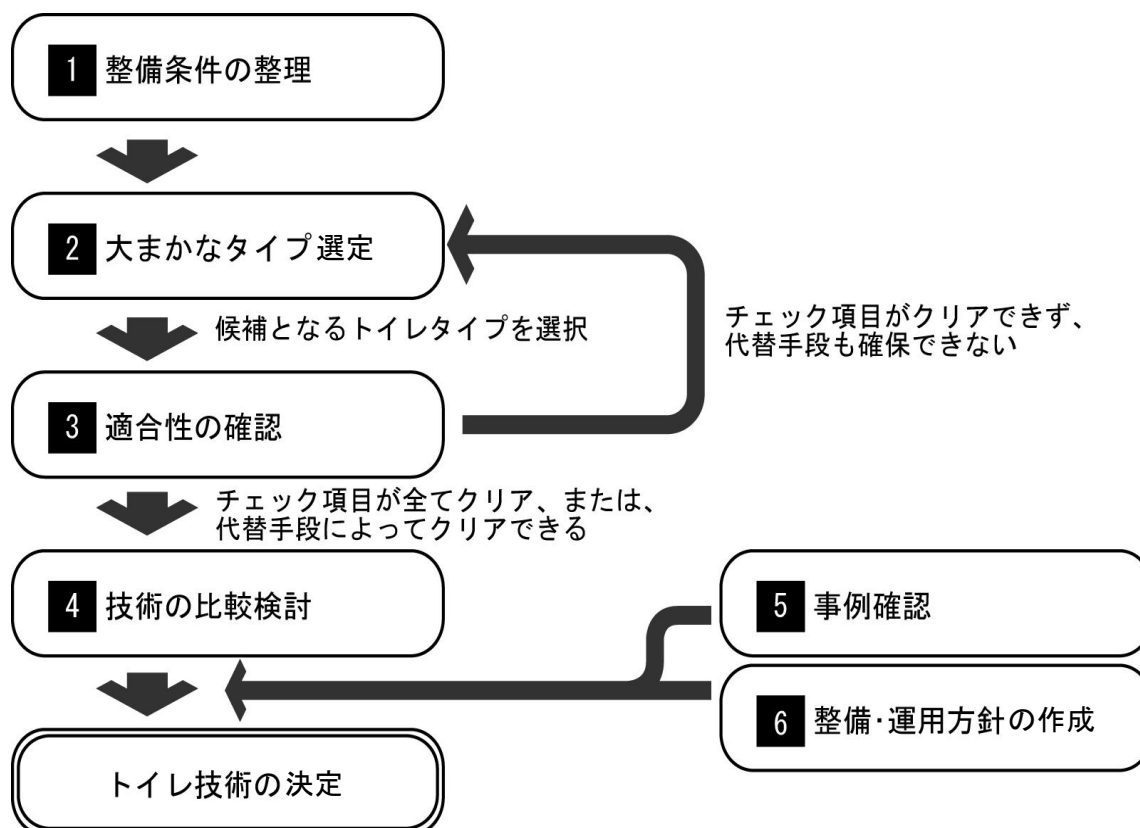 1 整備条件の整理
2 大まかなタイプ選定
候補となるトイレタイプを選択
チェック項目がクリアできず、
代替手段も確保できない
3 適合性の確認
チェック項目が全てクリア、または、
代替手段によってクリアできる
4 技術の比較検討
5 事例確認
6 整備・運用方針の作成
トイレ技術の決定